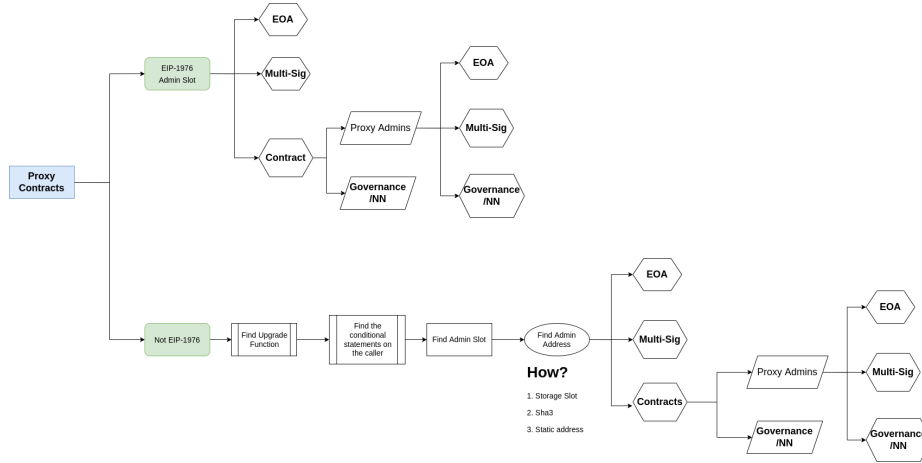 Proxy
Contracts
EIP-1976
Admin Slot
EOA
Multi-Sig
Contract
Proxy Admins
Governance
/NN
EOA
Multi-Sig
Governance
/NN
Not EIP-1976
Find Upgrade
Function
Find the
conditional
statements on
the caller
Find Admin Slot
Find Admin
Address
How?
1. Storage Slot
2. Sha3
3. Static address
EOA
Multi-Sig
Contracts
Proxy Admins
Governance
/NN
EOA
Multi-Sig
Governance
/NN